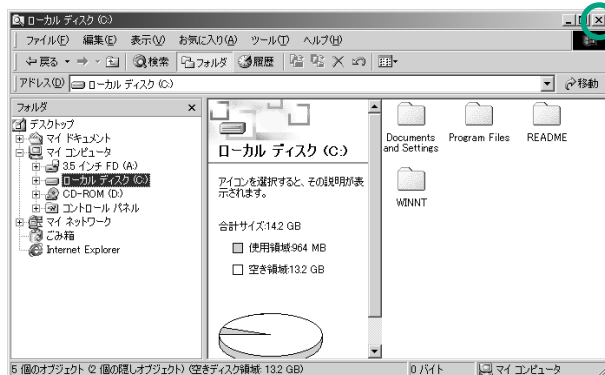 ローカル ディスク (C:)
ファイル(F) 編集(E) 表示(V) お気に入り(A) ツール(T) ヘルプ(H)
戻る 検索 フォルダ 履歴
アドレス(D) ローカル ディスク (C:) 移動
フォルダ
デスクトップ
マイ ドキュメント
マイ コンピュータ
3.5 インチ FD (A:)
ローカル ディスク (C:)
CD-ROM (D:)
コントロール パネル
マイ ネットワーク
ごみ箱
Internet Explorer
ローカル ディスク (C:)
アイコンを選択すると、その説明が表
示されます。
合計サイズ:14.2 GB
使用領域:964 MB
空き領域:13.2 GB
Documents
and Settings
Program Files
README
WINNT
5 個のオブジェクト (2 個の隠しオブジェクト) (空きディスク領域: 13.2 GB) 0 バイト マイ コンピュータ